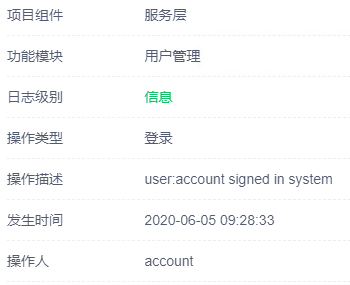 项目组件 服务层
功能模块 用户管理
日志级别 信息
操作类型 登录
操作描述 user:account signed in system
发生时间 2020-06-05 09:28:33
操作人 account